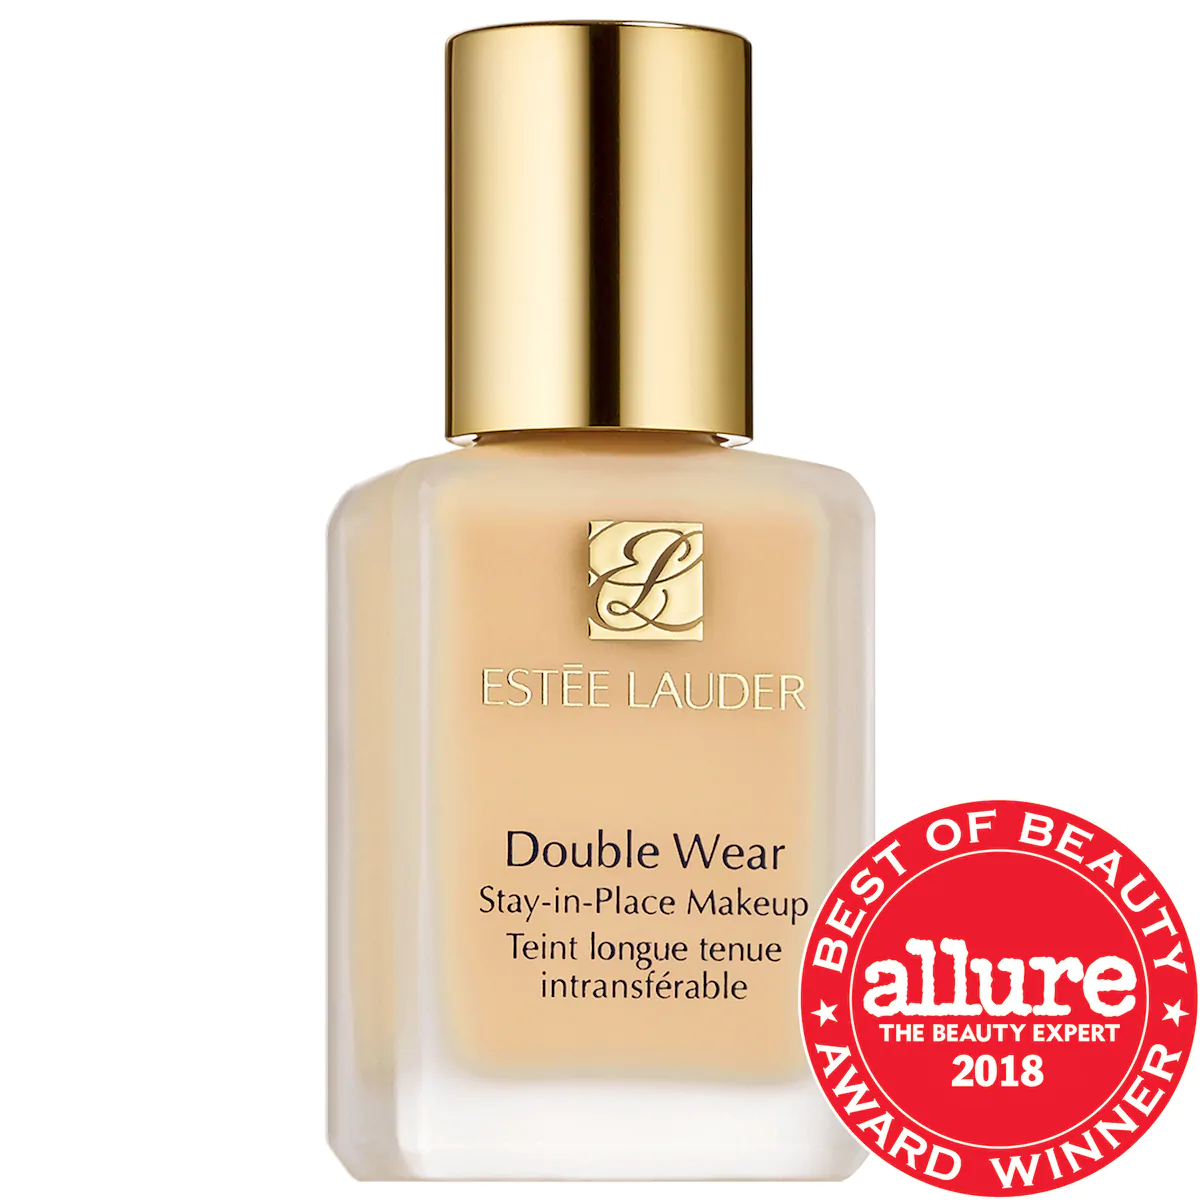 EL
ESTĒE LAUDER
Double Wear
Stay-in-Place Makeup
Teint longue tenue
intransférable
BEST OF BEAUTY
allure
THE BEAUTY EXPERT
2018
AWARD WINNER